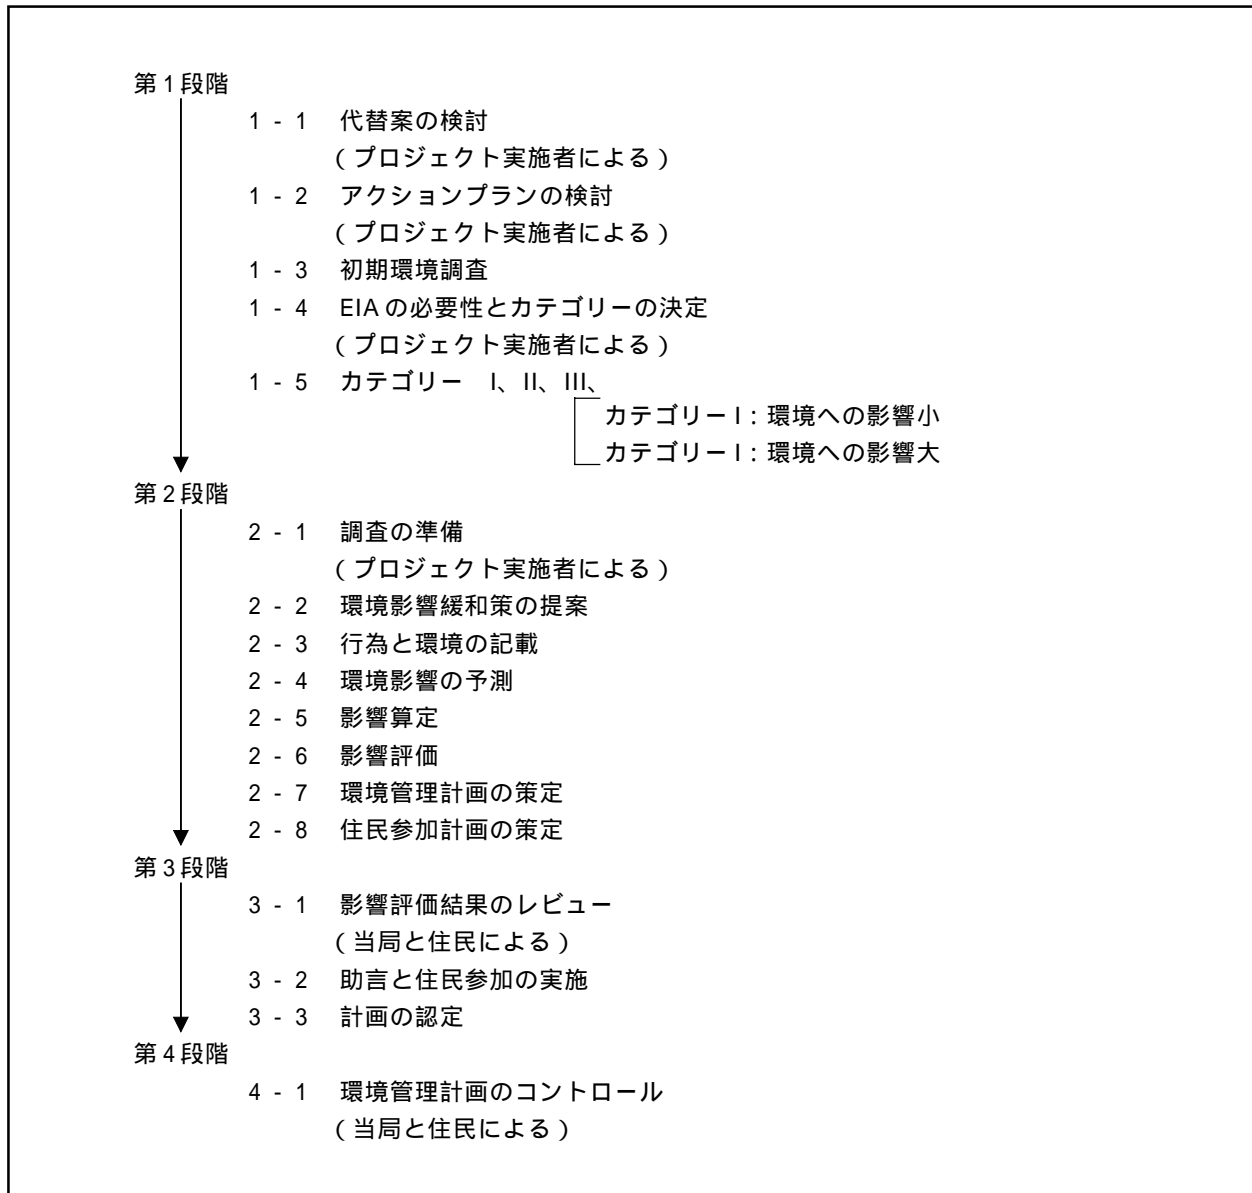 第1段階
1 - 1 代替案の検討
(プロジェクト実施者による)
1 - 2 アクションプランの検討
(プロジェクト実施者による)
1 - 3 初期環境調査
1 - 4 EIAの必要性とカテゴリーの決定
(プロジェクト実施者による)
1 - 5 カテゴリー I、II、III、
カテゴリーI:環境への影響小
カテゴリーI:環境への影響大
第2段階
2 - 1 調査の準備
(プロジェクト実施者による)
2 - 2 環境影響緩和策の提案
2 - 3 行為と環境の記載
2 - 4 環境影響の予測
2 - 5 影響算定
2 - 6 影響評価
2 - 7 環境管理計画の策定
2 - 8 住民参加計画の策定
第3段階
3 - 1 影響評価結果のレビュー
(当局と住民による)
3 - 2 助言と住民参加の実施
3 - 3 計画の認定
第4段階
4 - 1 環境管理計画のコントロール
(当局と住民による)